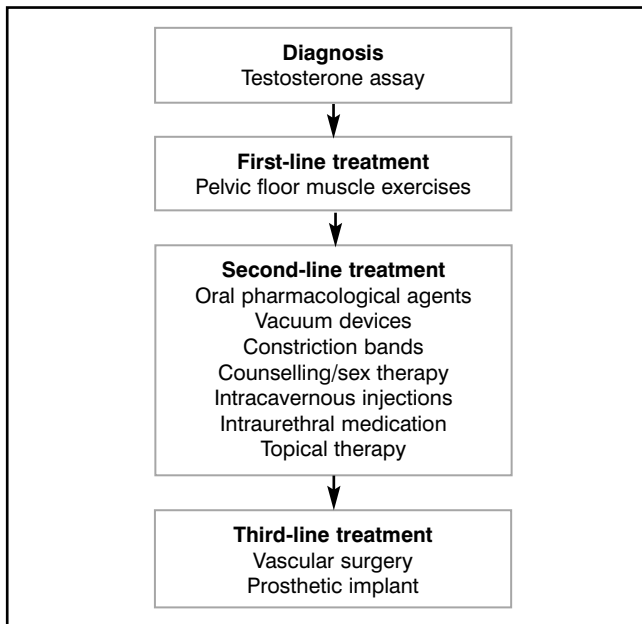 Diagnosis
Testosterone assay
First-line treatment
Pelvic floor muscle exercises
Second-line treatment
Oral pharmacological agents
Vacuum devices
Constriction bands
Counselling/sex therapy
Intracavernous injections
Intraurethral medication
Topical therapy
Third-line treatment
Vascular surgery
Prosthetic implant